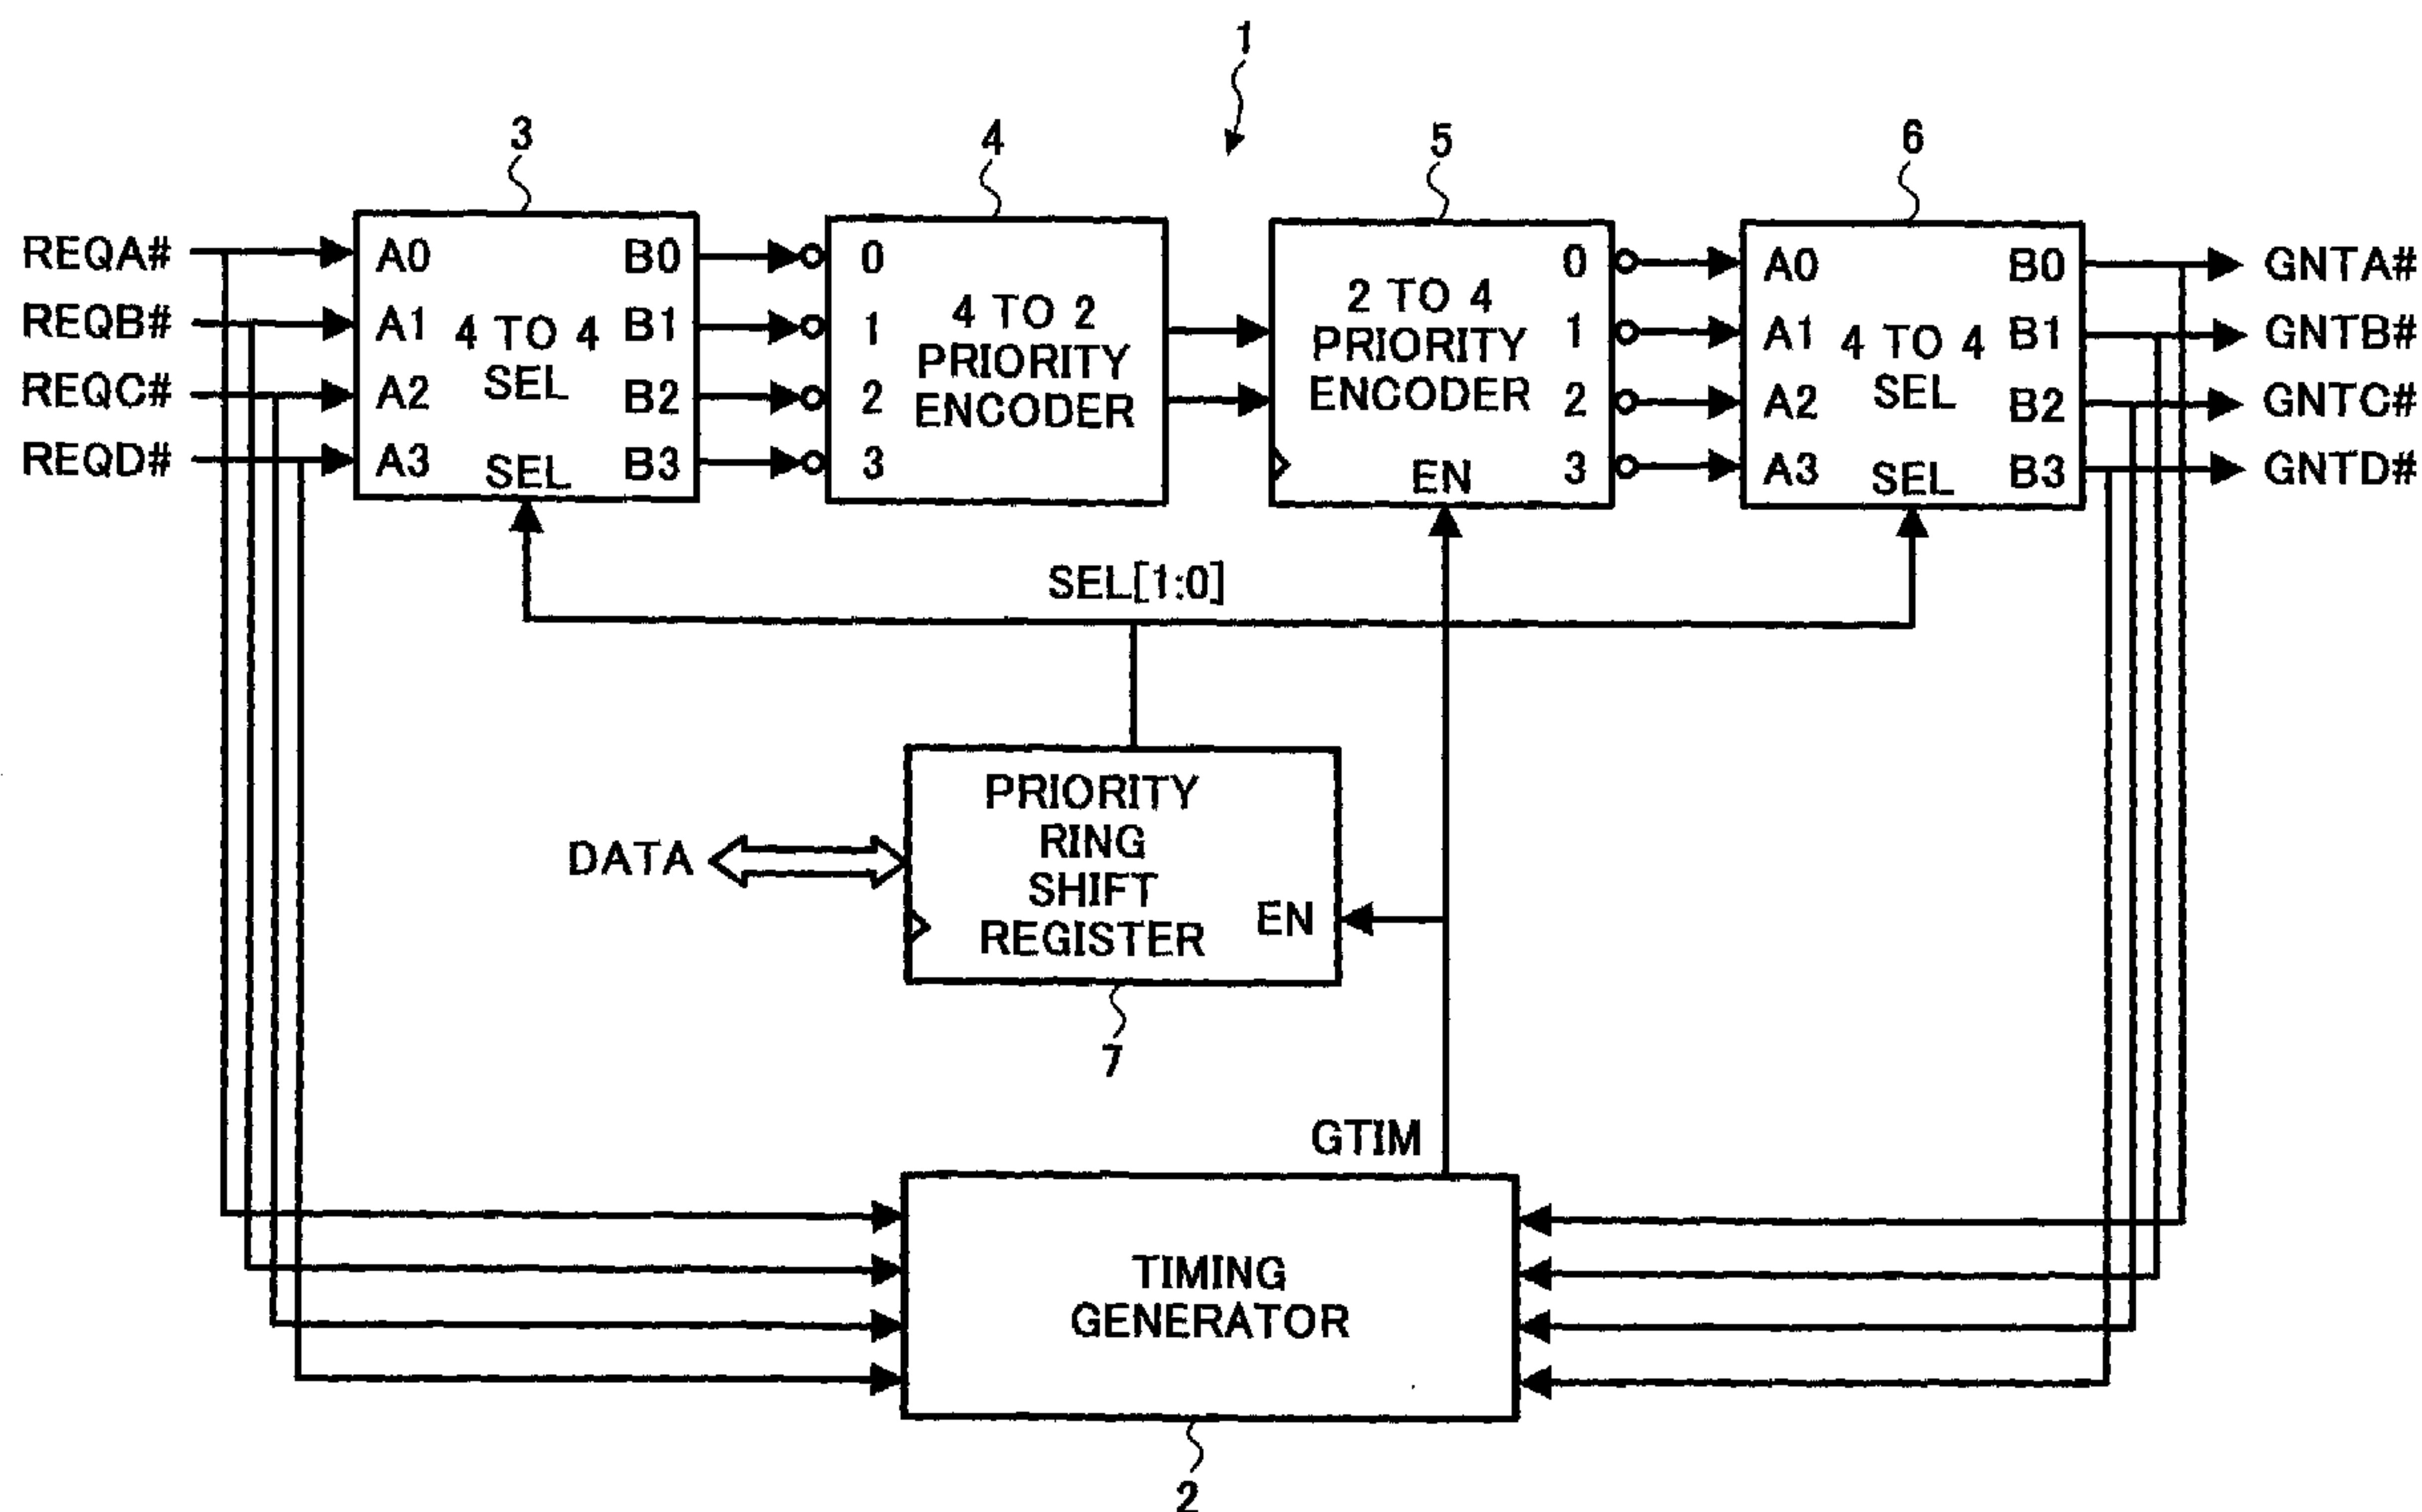 1
3
4
5
6
REQA#
REQB#
REQC#
REQD#
A0
A1
A2
A3
4 TO 4
SEL
SEL
B0
B1
B2
B3
0
1
2
3
4 TO 2
PRIORITY
ENCODER
2 TO 4
PRIORITY
ENCODER
EN
0
1
2
3
A0
A1
A2
A3
4 TO 4
SEL
SEL
B0
B1
B2
B3
GNTA#
GNTB#
GNTC#
GNTD#
SEL[1:0]
DATA
PRIORITY
RING
SHIFT
REGISTER
EN
7
GTIM
TIMING
GENERATOR
2